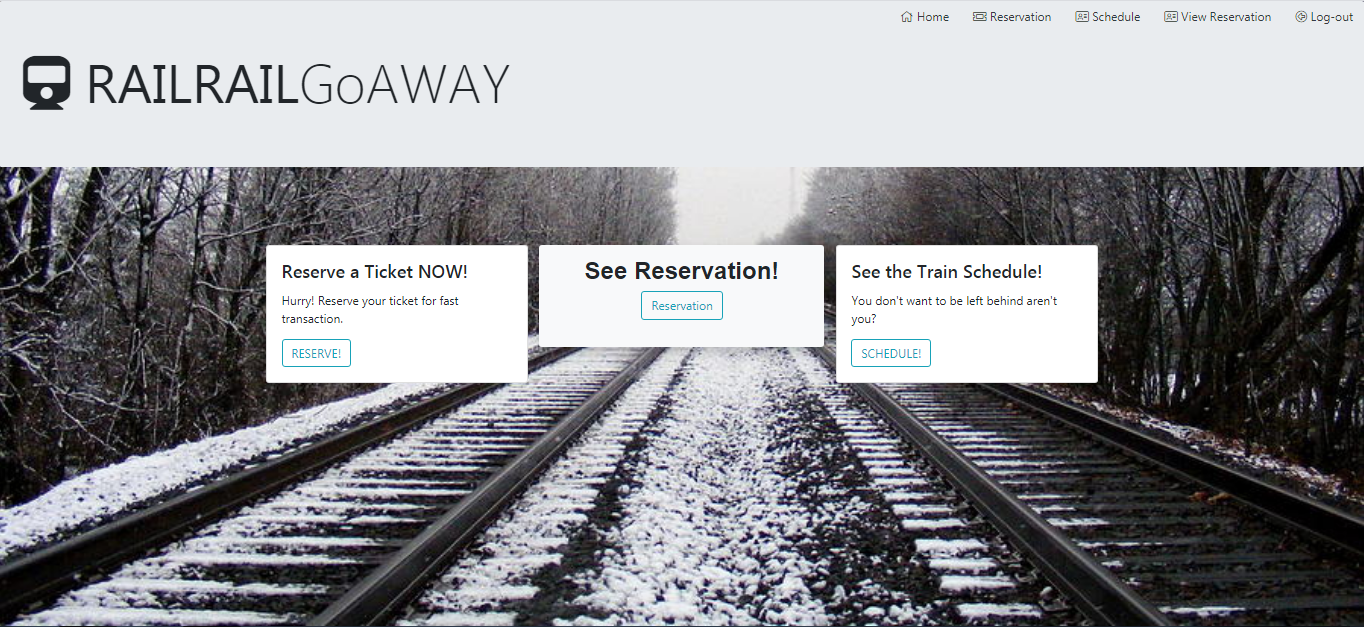 Home Reservation Schedule View Reservation Log-out
RAILRAILGoAWAY
Reserve a Ticket NOW!
Hurry! Reserve your ticket for fast
transaction.
RESERVE!
See Reservation!
Reservation
See the Train Schedule!
You don't want to be left behind aren't
you?
SCHEDULE!